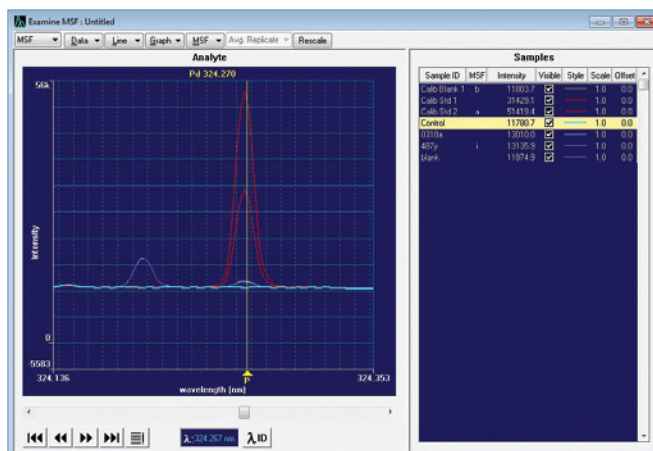 Examine MSF : Untitled
MSF Data Line Graph MSF Avg. Replicate Rescale
Analyte
Pd 324.270
56k
Intensity
0
-5583
324.136 P 324.353
wavelength (nm)
λ: 324.267 nm λ ID
Samples
Sample ID MSF Intensity Visible Style Scale Offset
Calib Blank 1 b 11803.7 1.0 0.0
Calib Std 1 31429.1 1.0 0.0
Calib Std 2 a 51419.4 1.0 0.0
Control 11780.7 1.0 0.0
0310a 13010.0 1.0 0.0
487y i 13135.9 1.0 0.0
blank 11874.9 1.0 0.0